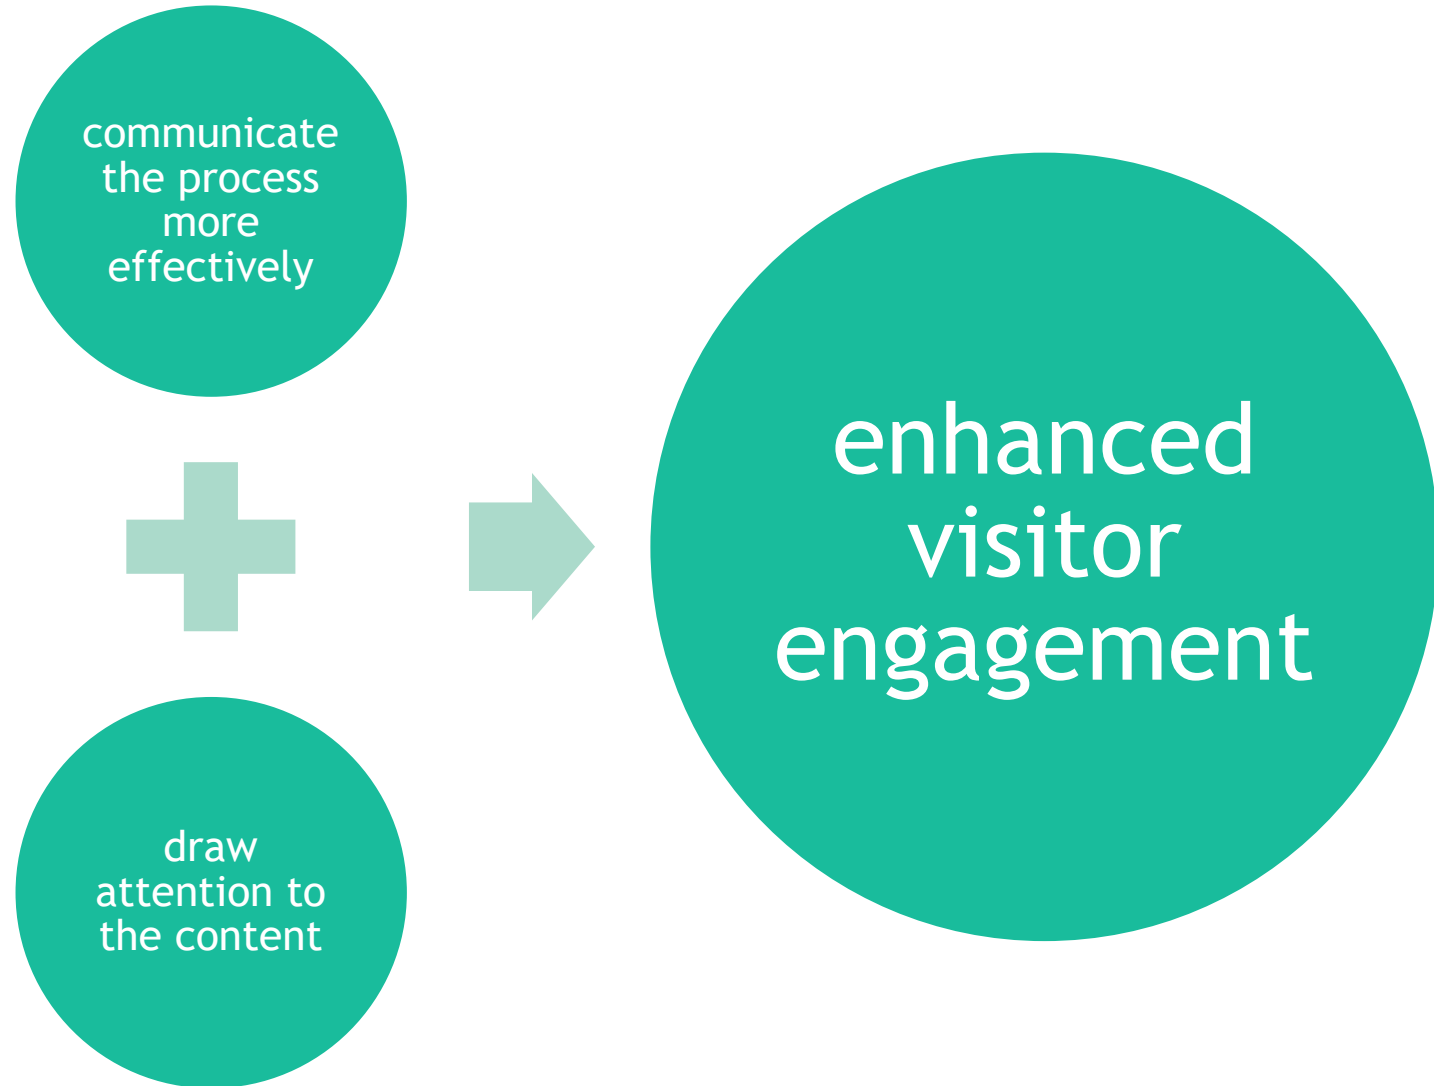 communicate
the process
more
effectively
draw
attention to
the content
enhanced
visitor
engagement